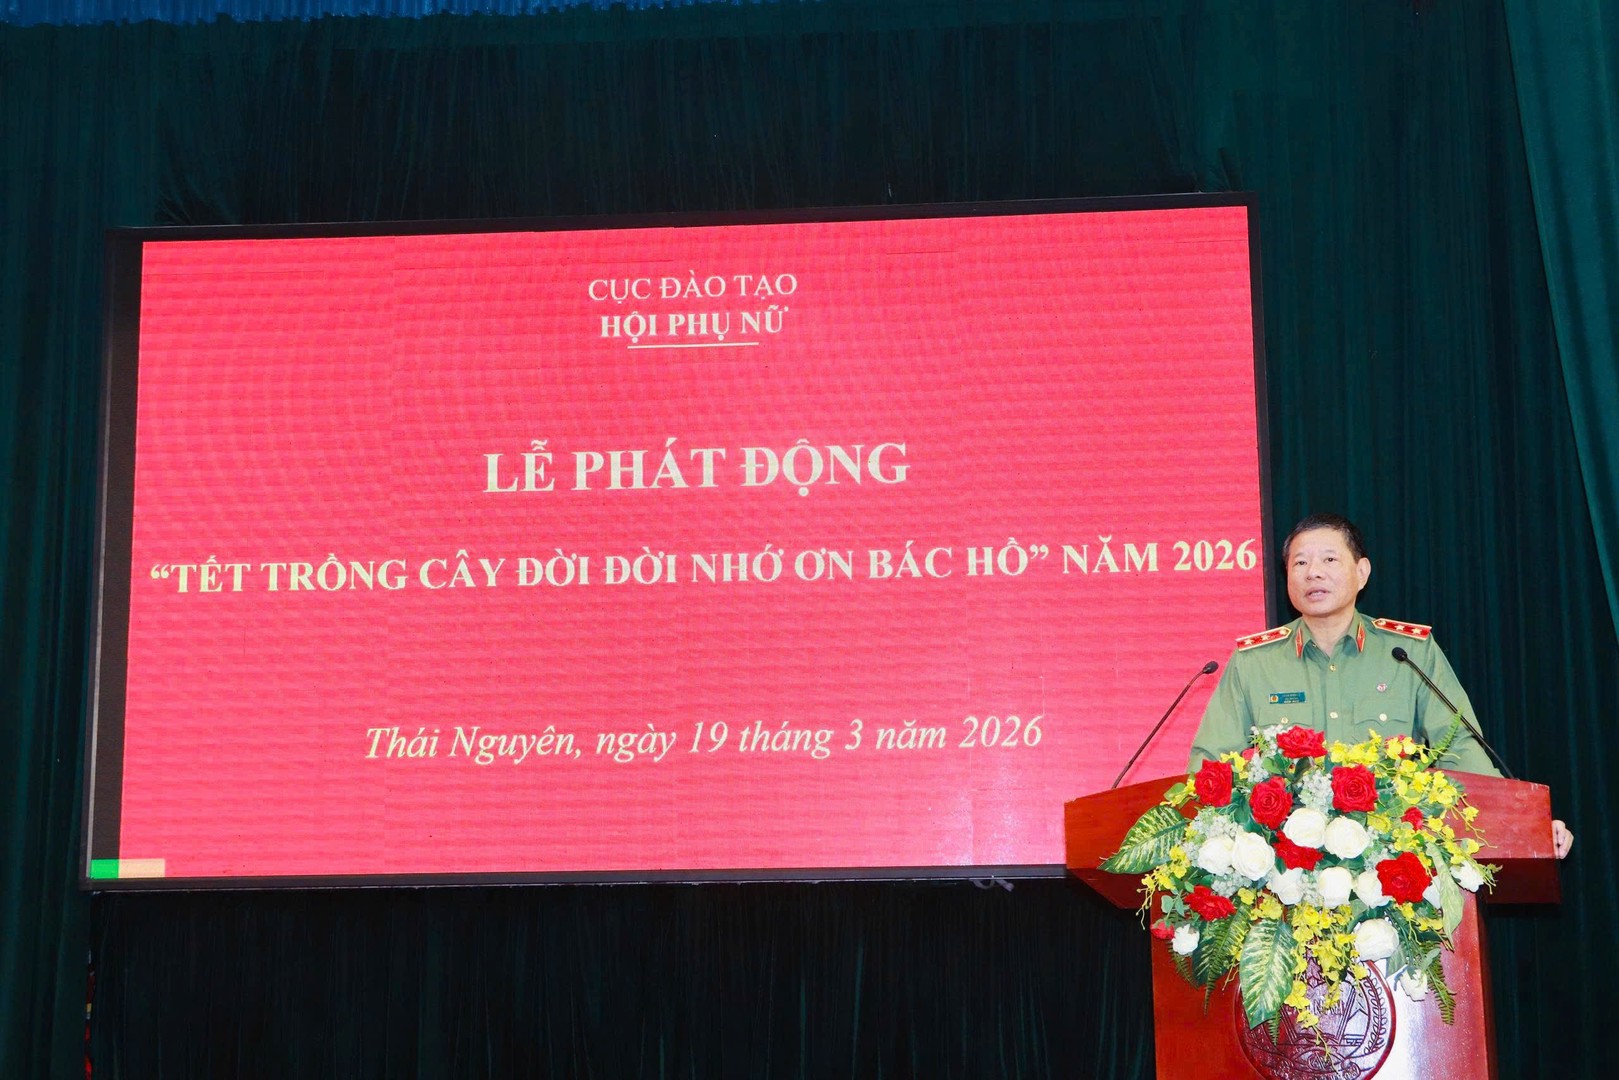 CỤC ĐÀO TẠO
HỘI PHỤ NỮ
LỄ PHÁT ĐỘNG
“TẾT TRỒNG CÂY ĐỜI ĐỜI NHỚ ƠN BÁC HỒ” NĂM 2026
Thái Nguyên, ngày 19 tháng 3 năm 2026